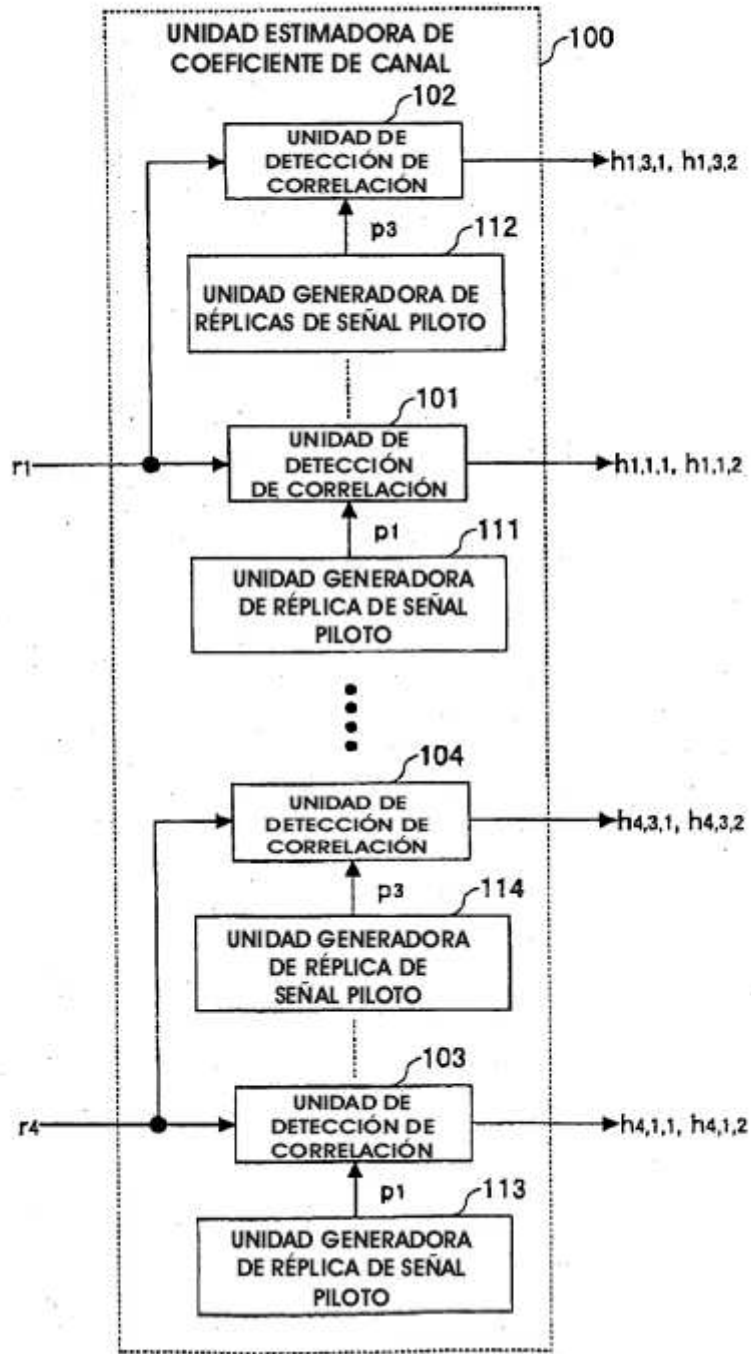 UNIDAD ESTIMADORA DE
COEFICIENTE DE CANAL
100
102
UNIDAD DE
DETECCIÓN DE
CORRELACIÓN
h1,3,1, h1,3,2
p3
112
UNIDAD GENERADORA DE
RÉPLICAS DE SEÑAL PILOTO
101
UNIDAD DE
DETECCIÓN
DE CORRELACIÓN
r1
h1,1,1, h1,1,2
p1
111
UNIDAD GENERADORA
DE RÉPLICA DE SEÑAL
PILOTO
104
UNIDAD DE
DETECCIÓN DE
CORRELACIÓN
h4,3,1, h4,3,2
p3
114
UNIDAD GENERADORA
DE RÉPLICA DE
SEÑAL PILOTO
103
UNIDAD DE
DETECCIÓN DE
CORRELACIÓN
r4
h4,1,1, h4,1,2
p1
113
UNIDAD GENERADORA
DE RÉPLICA DE SEÑAL
PILOTO